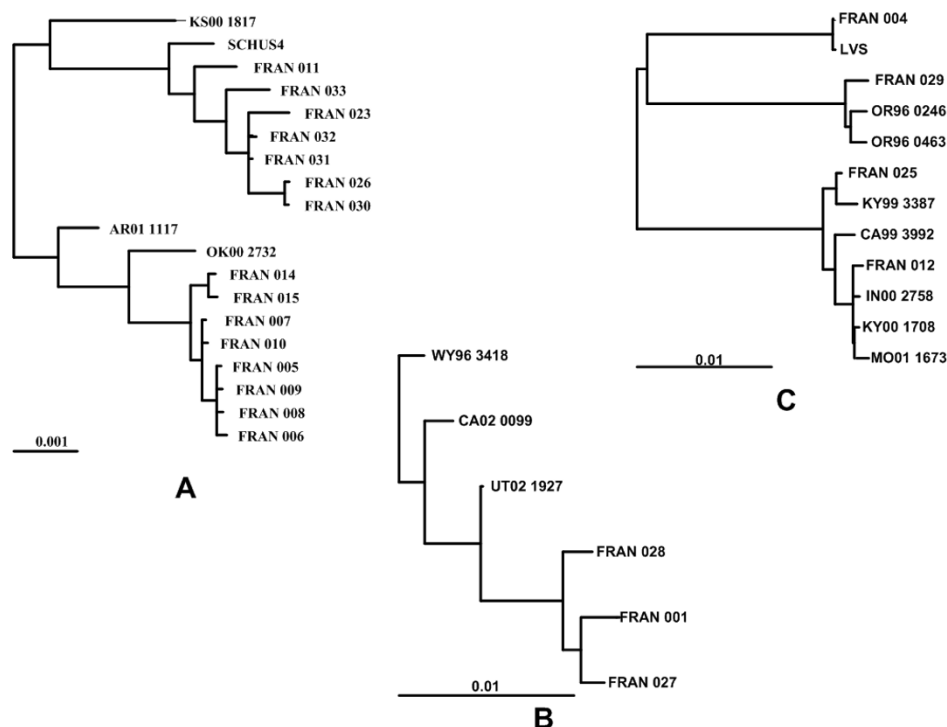 KS00 1817
SCHUS4
FRAN 011
FRAN 033
FRAN 023
FRAN 032
FRAN 031
FRAN 026
FRAN 030
AR01 1117
OK00 2732
FRAN 014
FRAN 015
FRAN 007
FRAN 010
FRAN 005
FRAN 009
FRAN 008
FRAN 006
0.001
A
WY96 3418
CA02 0099
UT02 1927
FRAN 028
FRAN 001
FRAN 027
0.01
B
FRAN 004
LVS
FRAN 029
OR96 0246
OR96 0463
FRAN 025
KY99 3387
CA99 3992
FRAN 012
IN00 2758
KY00 1708
MO01 1673
0.01
C